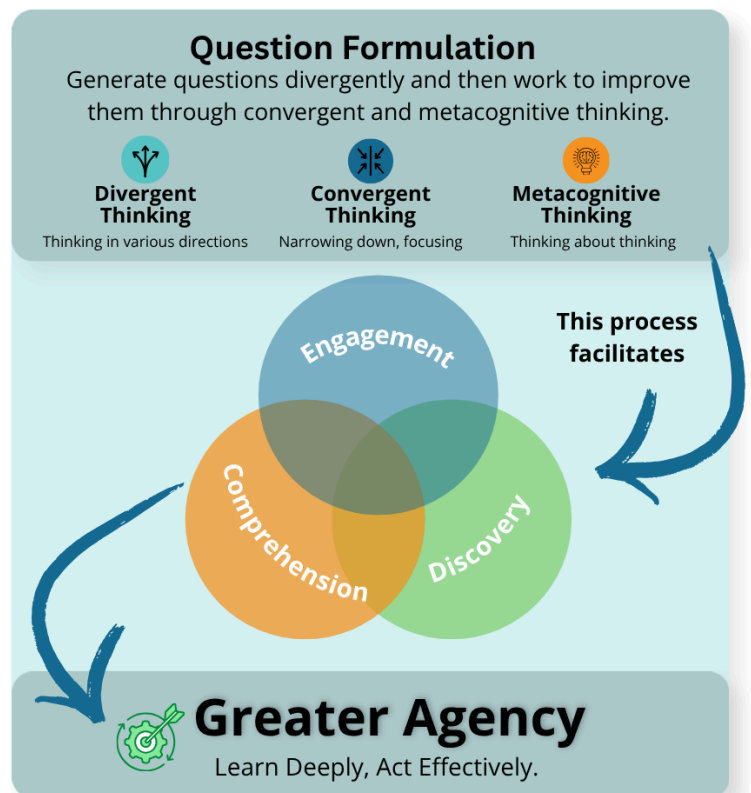 Question Formulation
Generate questions divergently and then work to improve
them through convergent and metacognitive thinking.
Divergent
Thinking
Thinking in various directions
Convergent
Thinking
Narrowing down, focusing
Metacognitive
Thinking
Thinking about thinking
This process
facilitates
Engagement
Comprehension
Discovery
Greater Agency
Learn Deeply, Act Effectively.